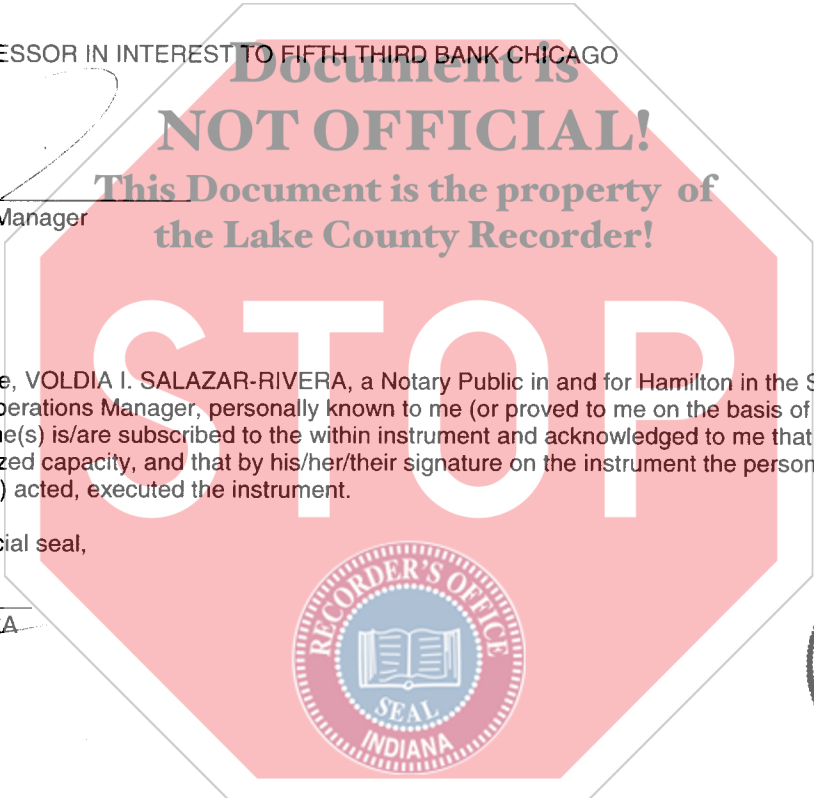 ESSOR IN INTEREST TO FIFTH THIRD BANK CHICAGO
Document is
NOT OFFICIAL!
This Document is the property of
Manager
the Lake County Recorder!
STOP
e, VOLDIA I. SALAZAR-RIVERA, a Notary Public in and for Hamilton in the S
perations Manager, personally known to me (or proved to me on the basis of
e(s) is/are subscribed to the within instrument and acknowledged to me that
zed capacity, and that by his/her/their signature on the instrument the person
) acted, executed the instrument.
cial seal,
A
RECORDER'S OFFICE
SEAL
INDIANA